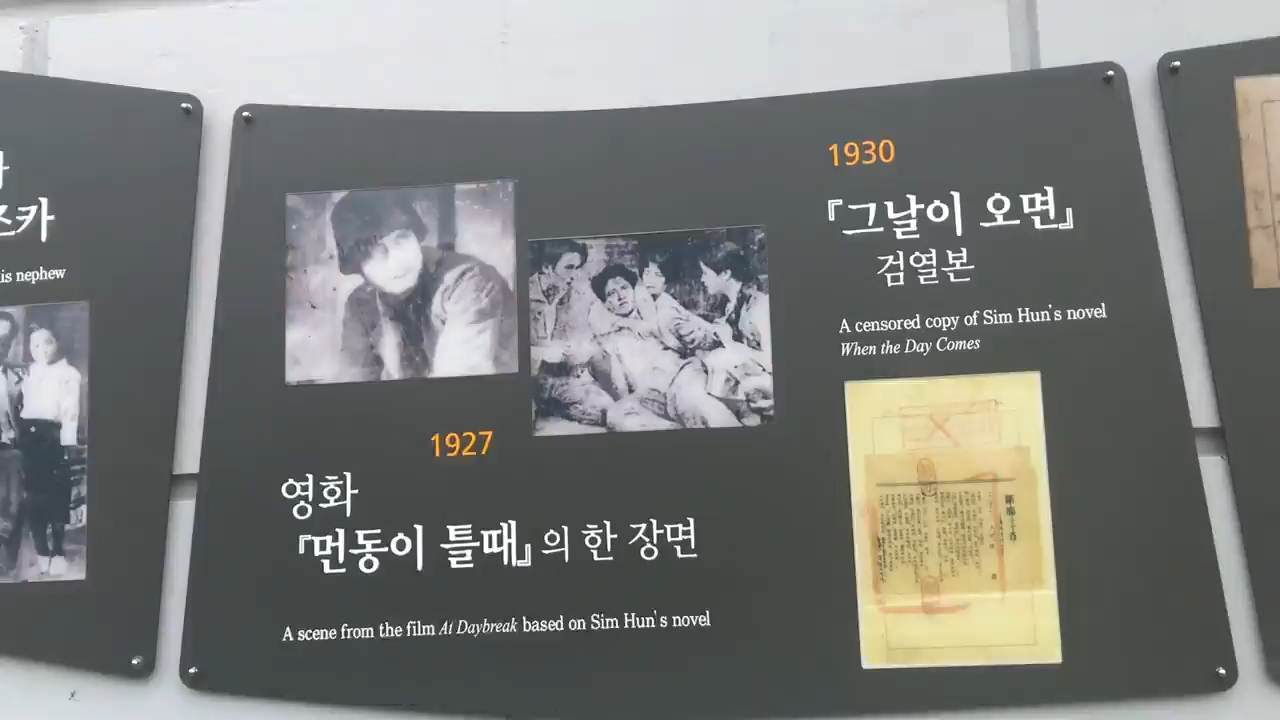 스카
is nephew
1927
영화
『먼동이 틀때』의 한 장면
A scene from the film At Daybreak based on Sim Hun's novel
1930
『그날이 오면』
검열본
A censored copy of Sim Hun's novel
When the Day Comes